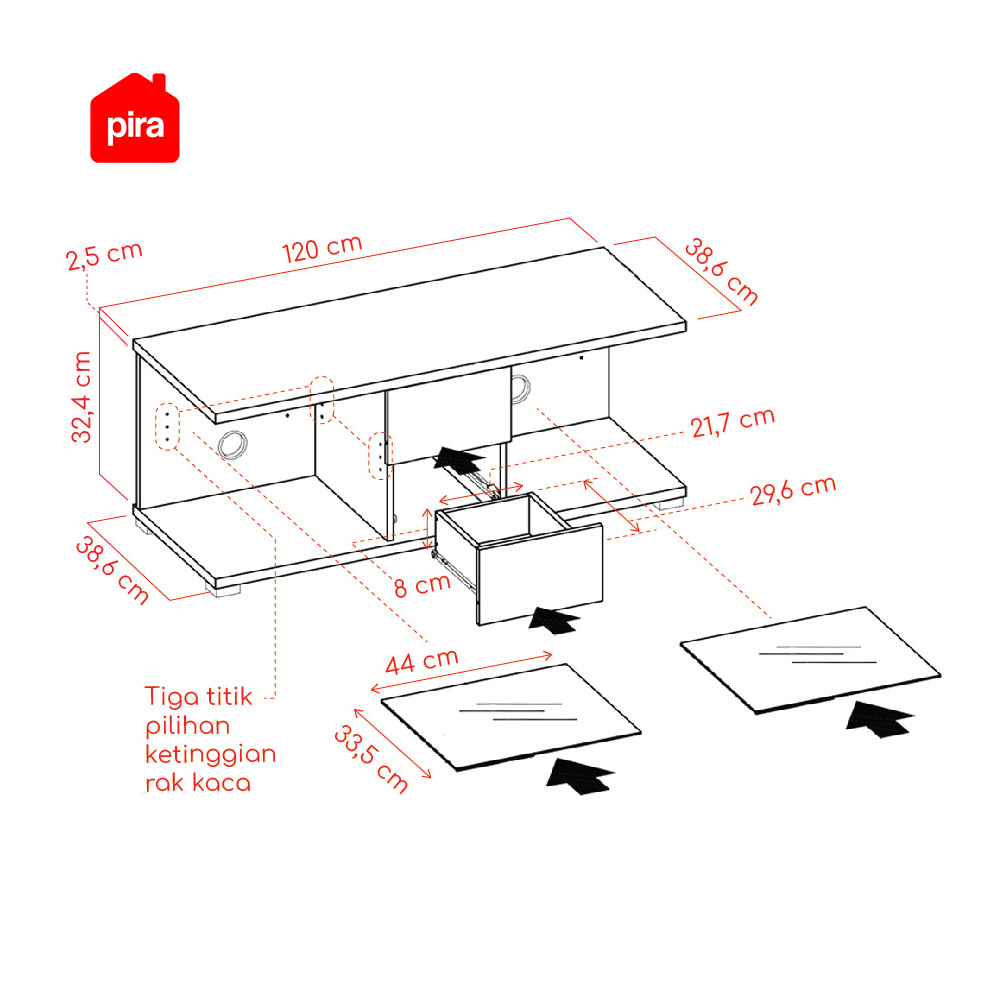 pira
2,5 cm
120 cm
38,6 cm
32,4 cm
21,7 cm
29,6 cm
38,6 cm
8 cm
44 cm
33,5 cm
Tiga titik
pilihan
ketinggian
rak kaca